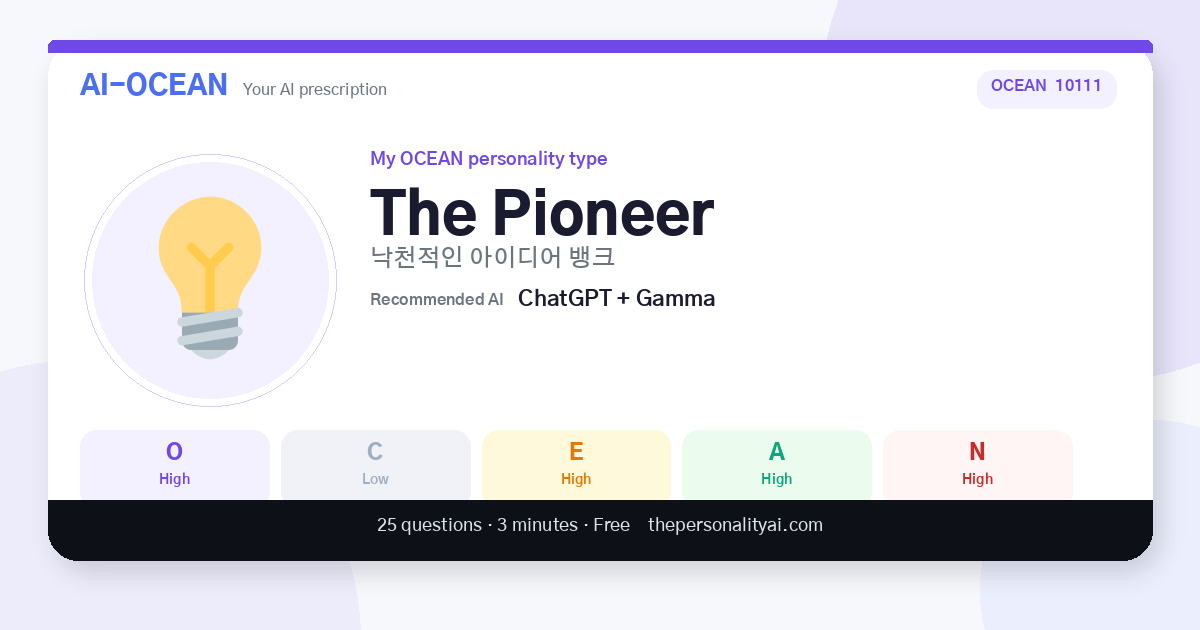 AI-OCEAN Your AI prescription
OCEAN 10111
My OCEAN personality type
The Pioneer
낙천적인 아이디어 뱅크
Recommended AI ChatGPT + Gamma
O
High
C
Low
E
High
A
High
N
High
25 questions · 3 minutes · Free thepersonalityai.com